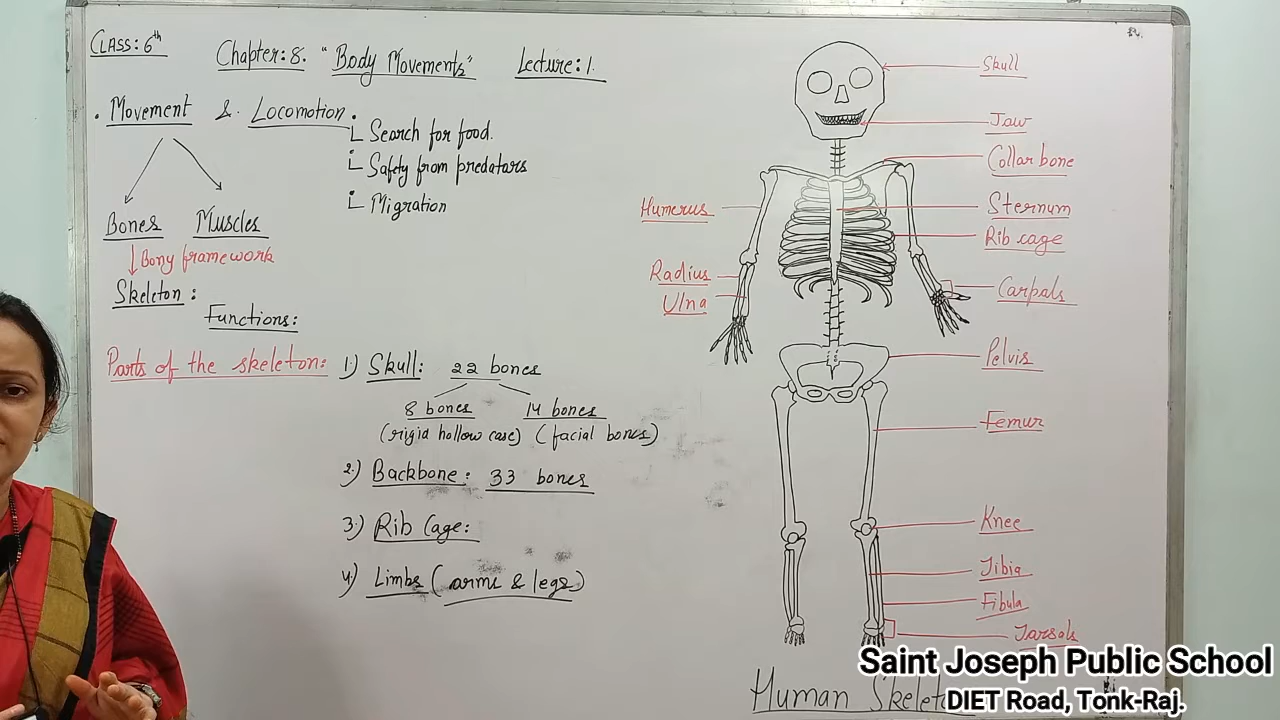 CLASS: 6th
Chapter: 8. "Body Movements" Lecture: 1.
. Movement & Locomotion.
Search for food.
Safety from predatars
Migration
Bones Muscles
Bony framework
Skeleton:
Functions:
Parts of the skeleton:
1) Skull: 22 bones
8 bones 14 bones
(rigid hollow case) (facial bones)
2.) Backbone: 33 bones
3.) Rib Cage:
4) Limbs (arms & legs)
Skull
Jaw
Collar bone
Humerus
Sternum
Rib cage
Radius
Ulna
Carpals
Pelvis
Femur
Knee
Tibia
Fibula
Tarsals
Human Skelet
Saint Joseph Public School
DIET Road, Tonk-Raj.